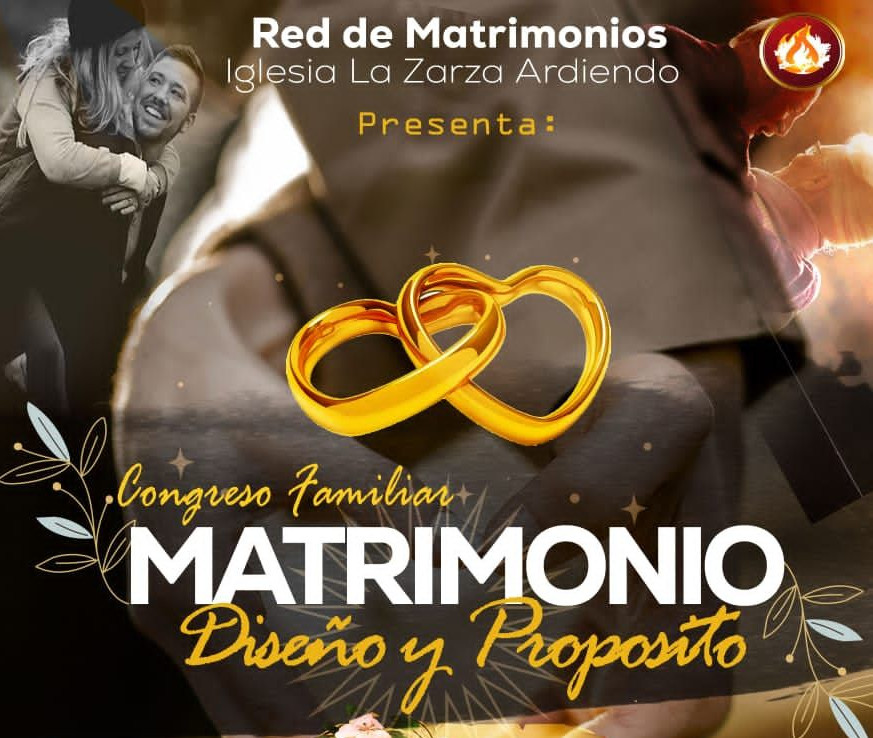 Red de Matrimonios
Iglesia La Zarza Ardiendo
Presenta:
Congreso Familiar
MATRIMONIO
Diseño y Proposito